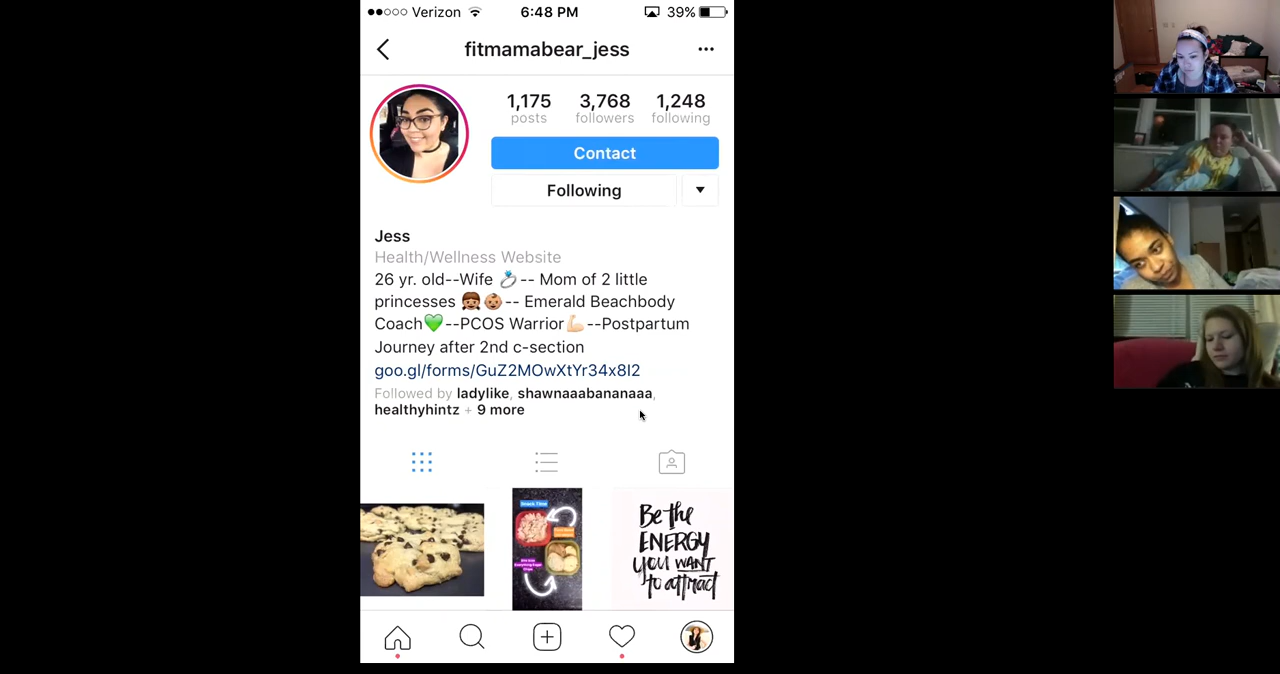 Verizon 6:48 PM 39%
fitmamabear_jess
1,175 3,768 1,248
posts followers following
Contact
Following
Jess
Health/Wellness Website
26 yr. old--Wife 💍-- Mom of 2 little
princesses 👧🏽👶🏽-- Emerald Beachbody
Coach💚--PCOS Warrior💪🏼--Postpartum
Journey after 2nd c-section
goo.gl/forms/GuZ2MOwXtYr34x8I2
Followed by ladylike, shawnaaabananaaa,
healthyhintz + 9 more
Snack Time
Be the
ENERGY
you WANT
to attract